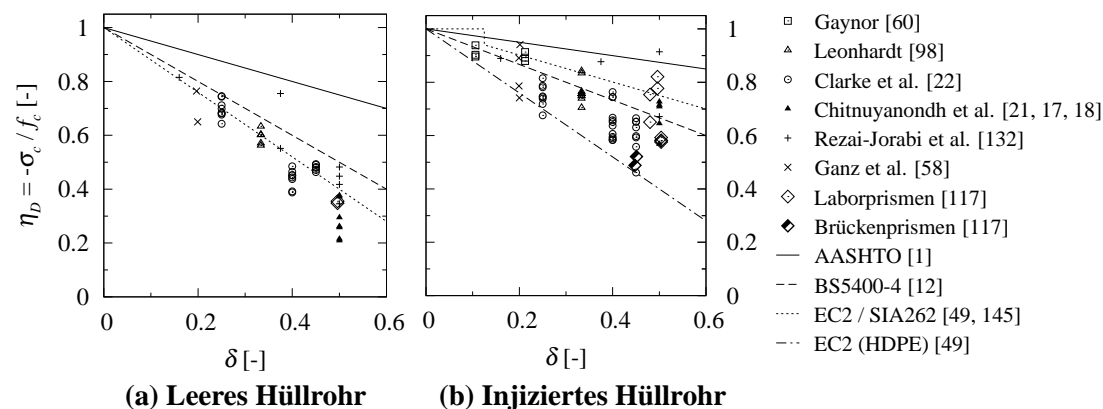 η_D = -σ_c / f_c [-]
1
0.8
0.6
0.4
0.2
0
0 0.2 0.4 0.6
δ [-]
(a) Leeres Hüllrohr
0.2 0.4 0.6
δ [-]
(b) Injiziertes Hüllrohr
1
0.8
0.6
0.4
0.2
0
Gaynor [60]
Leonhardt [98]
Clarke et al. [22]
Chitnuyanondh et al. [21, 17, 18]
Rezai-Jorabi et al. [132]
Ganz et al. [58]
Laborprismen [117]
Brückenprismen [117]
AASHTO [1]
BS5400-4 [12]
EC2 / SIA262 [49, 145]
EC2 (HDPE) [49]